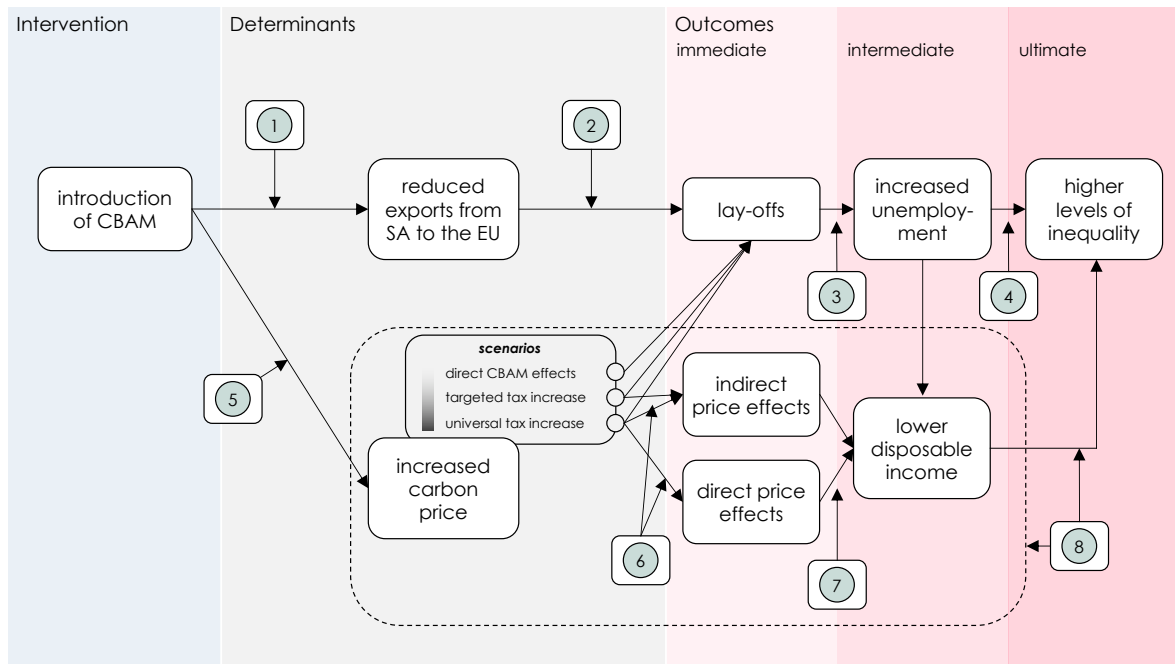 Intervention
Determinants
Outcomes
immediate
intermediate
ultimate
1
2
introduction
of CBAM
reduced
exports from
SA to the EU
lay-offs
increased
unemploy-
ment
higher
levels of
inequality
3
4
scenarios
direct CBAM effects
targeted tax increase
universal tax increase
5
indirect
price effects
lower
disposable
income
increased
carbon
price
direct price
effects
6
7
8